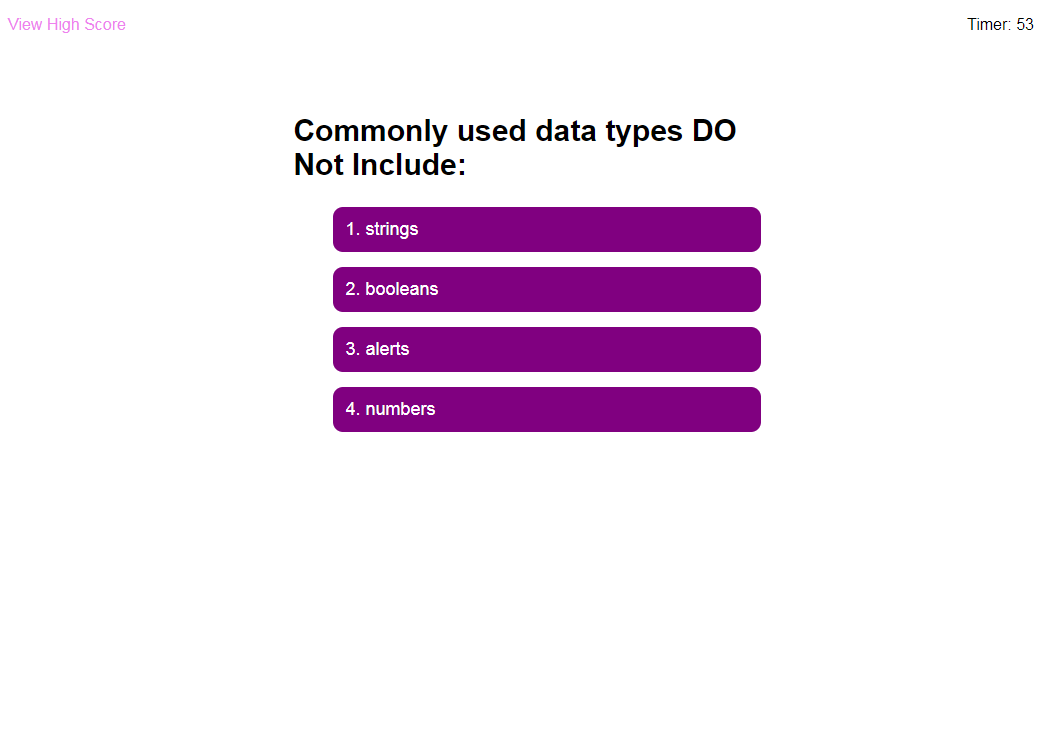 View High Score
Timer: 53
Commonly used data types DO
Not Include:
1. strings
2. booleans
3. alerts
4. numbers